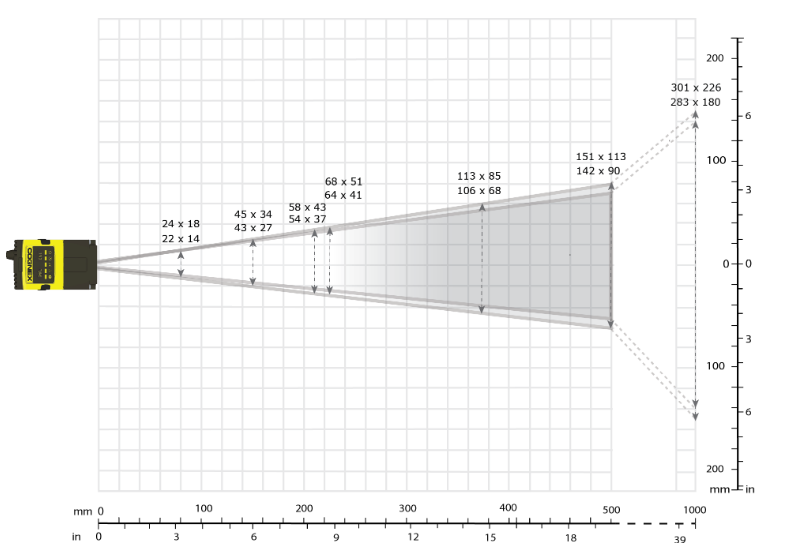 200
301 x 226
283 x 180
6
151 x 113
142 x 90
100
113 x 85
106 x 68
68 x 51
64 x 41
3
58 x 43
54 x 37
45 x 34
43 x 27
24 x 18
22 x 14
COGNEX
0 0
3
100
6
200
mm in
mm 0 100 200 300 400 500 1000
in 0 3 6 9 12 15 18 39